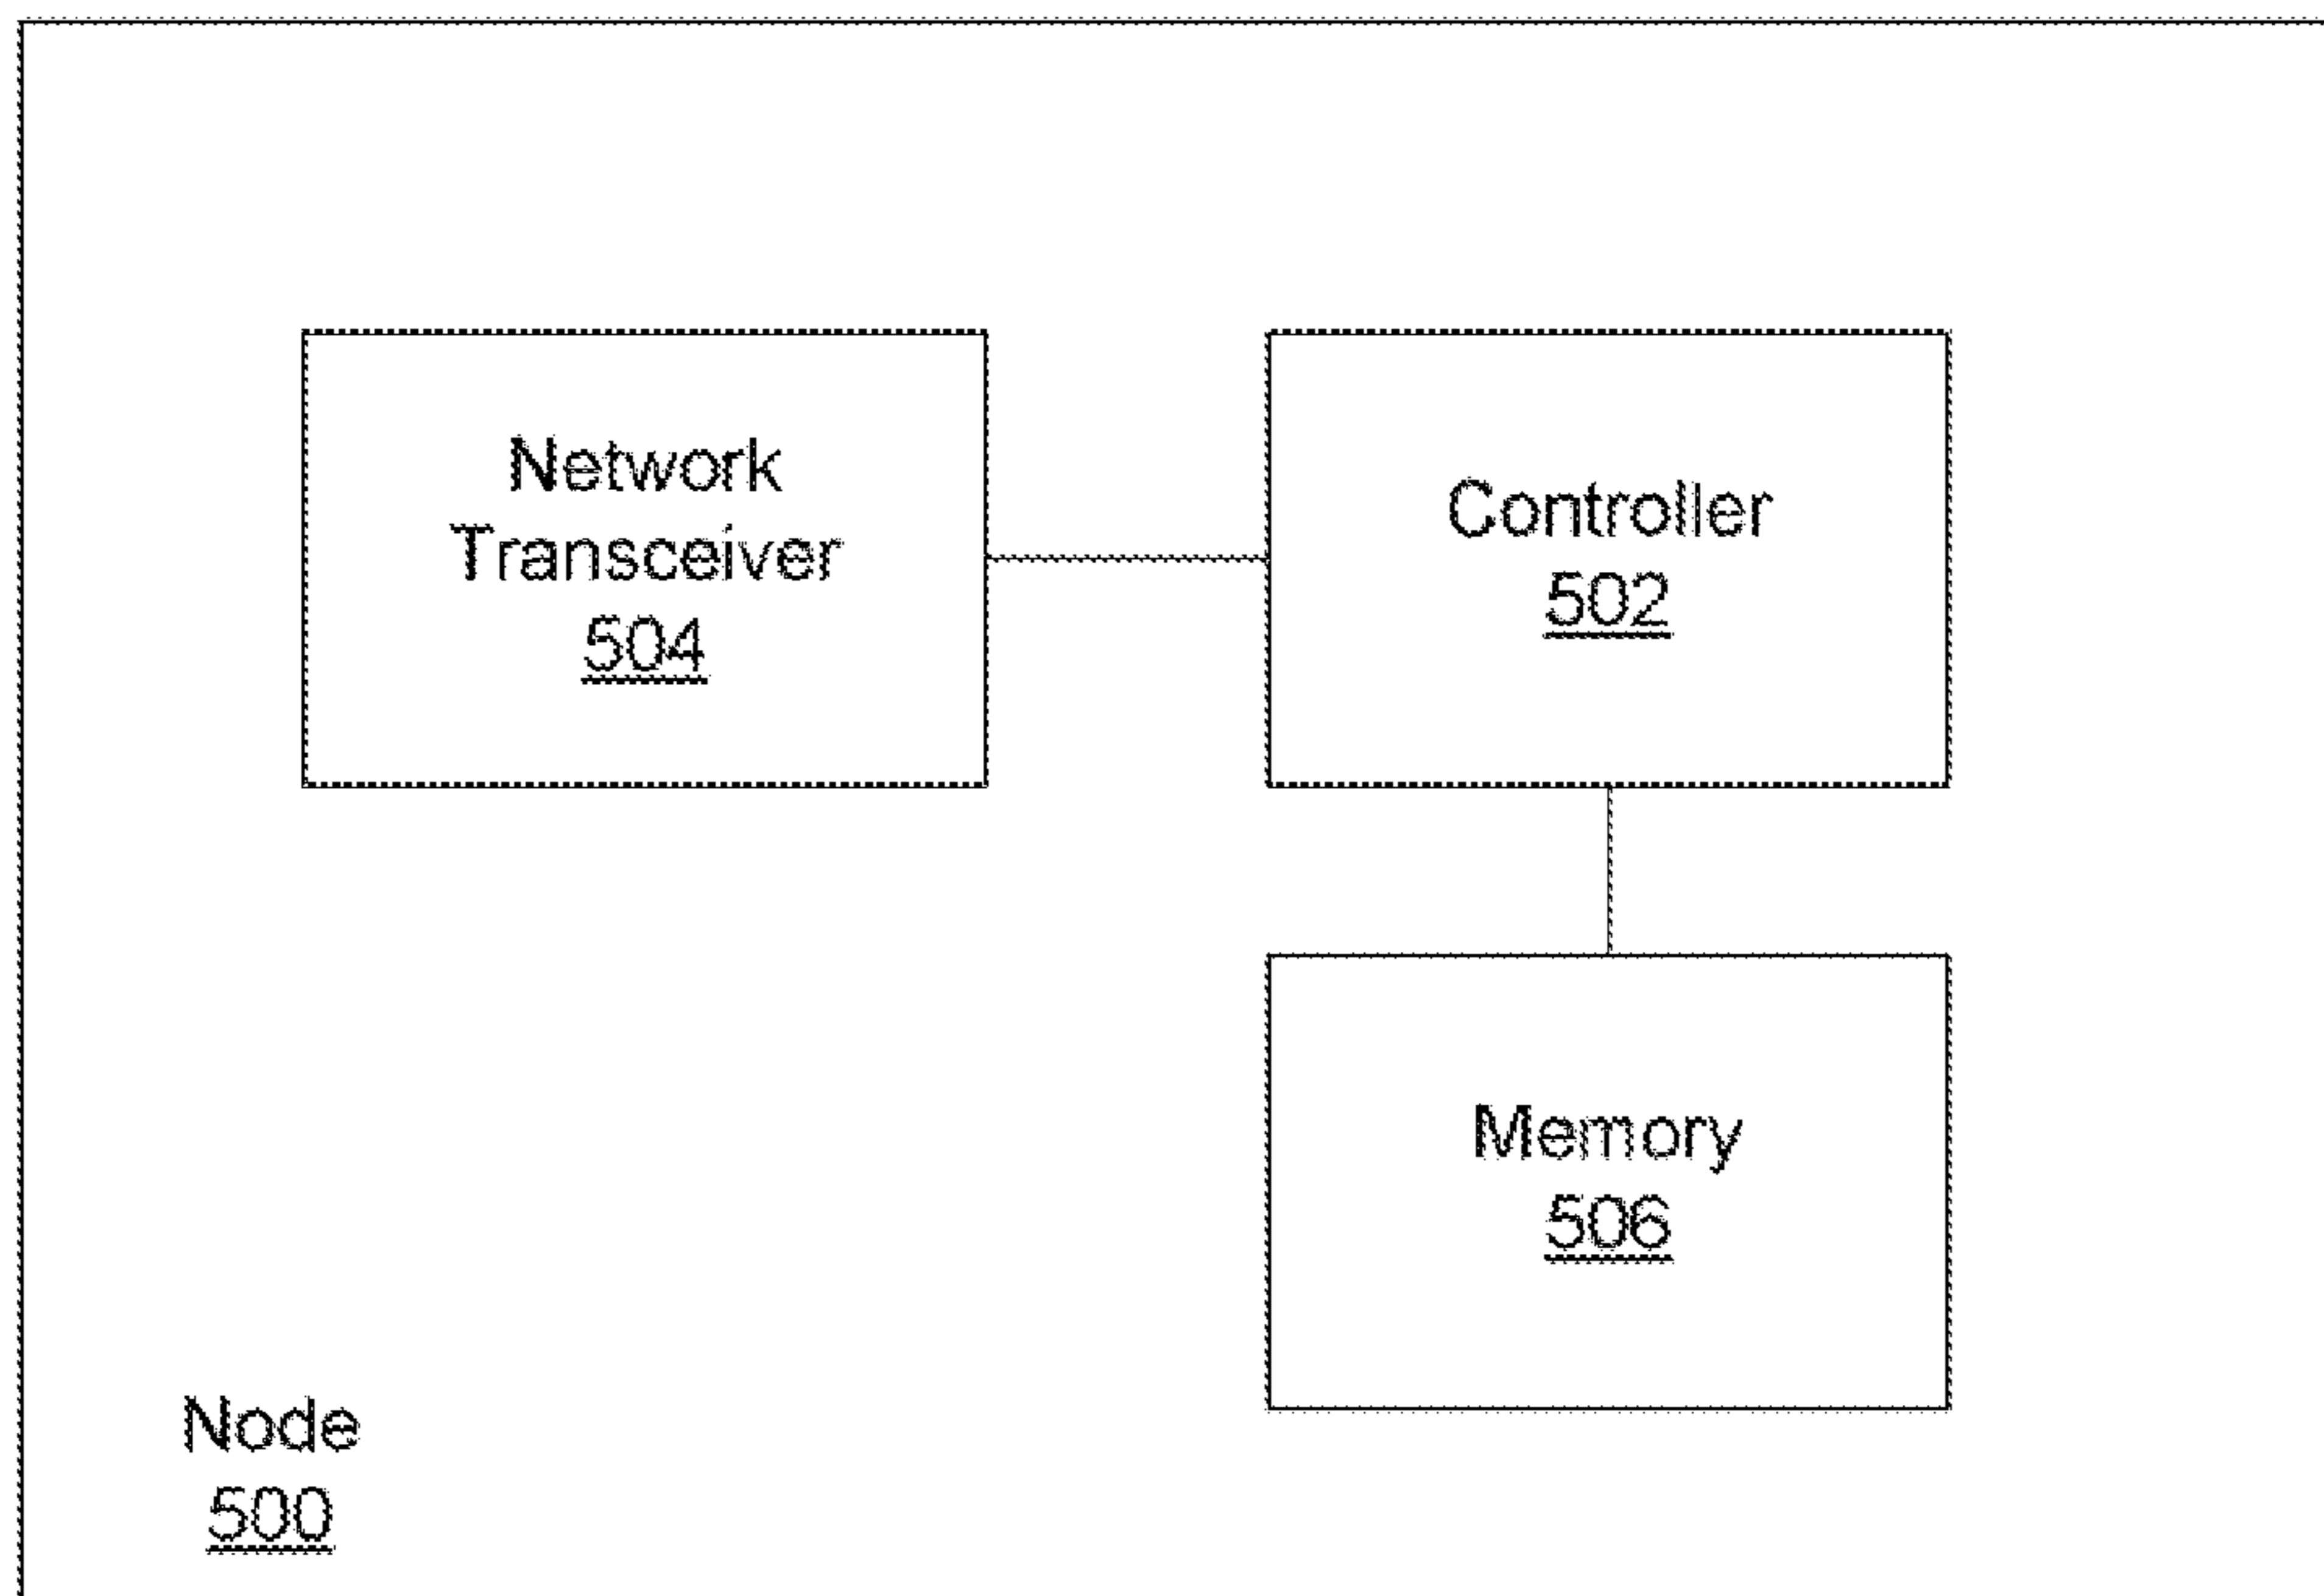 Network
Transceiver
504
Controller
502
Memory
506
Node
500